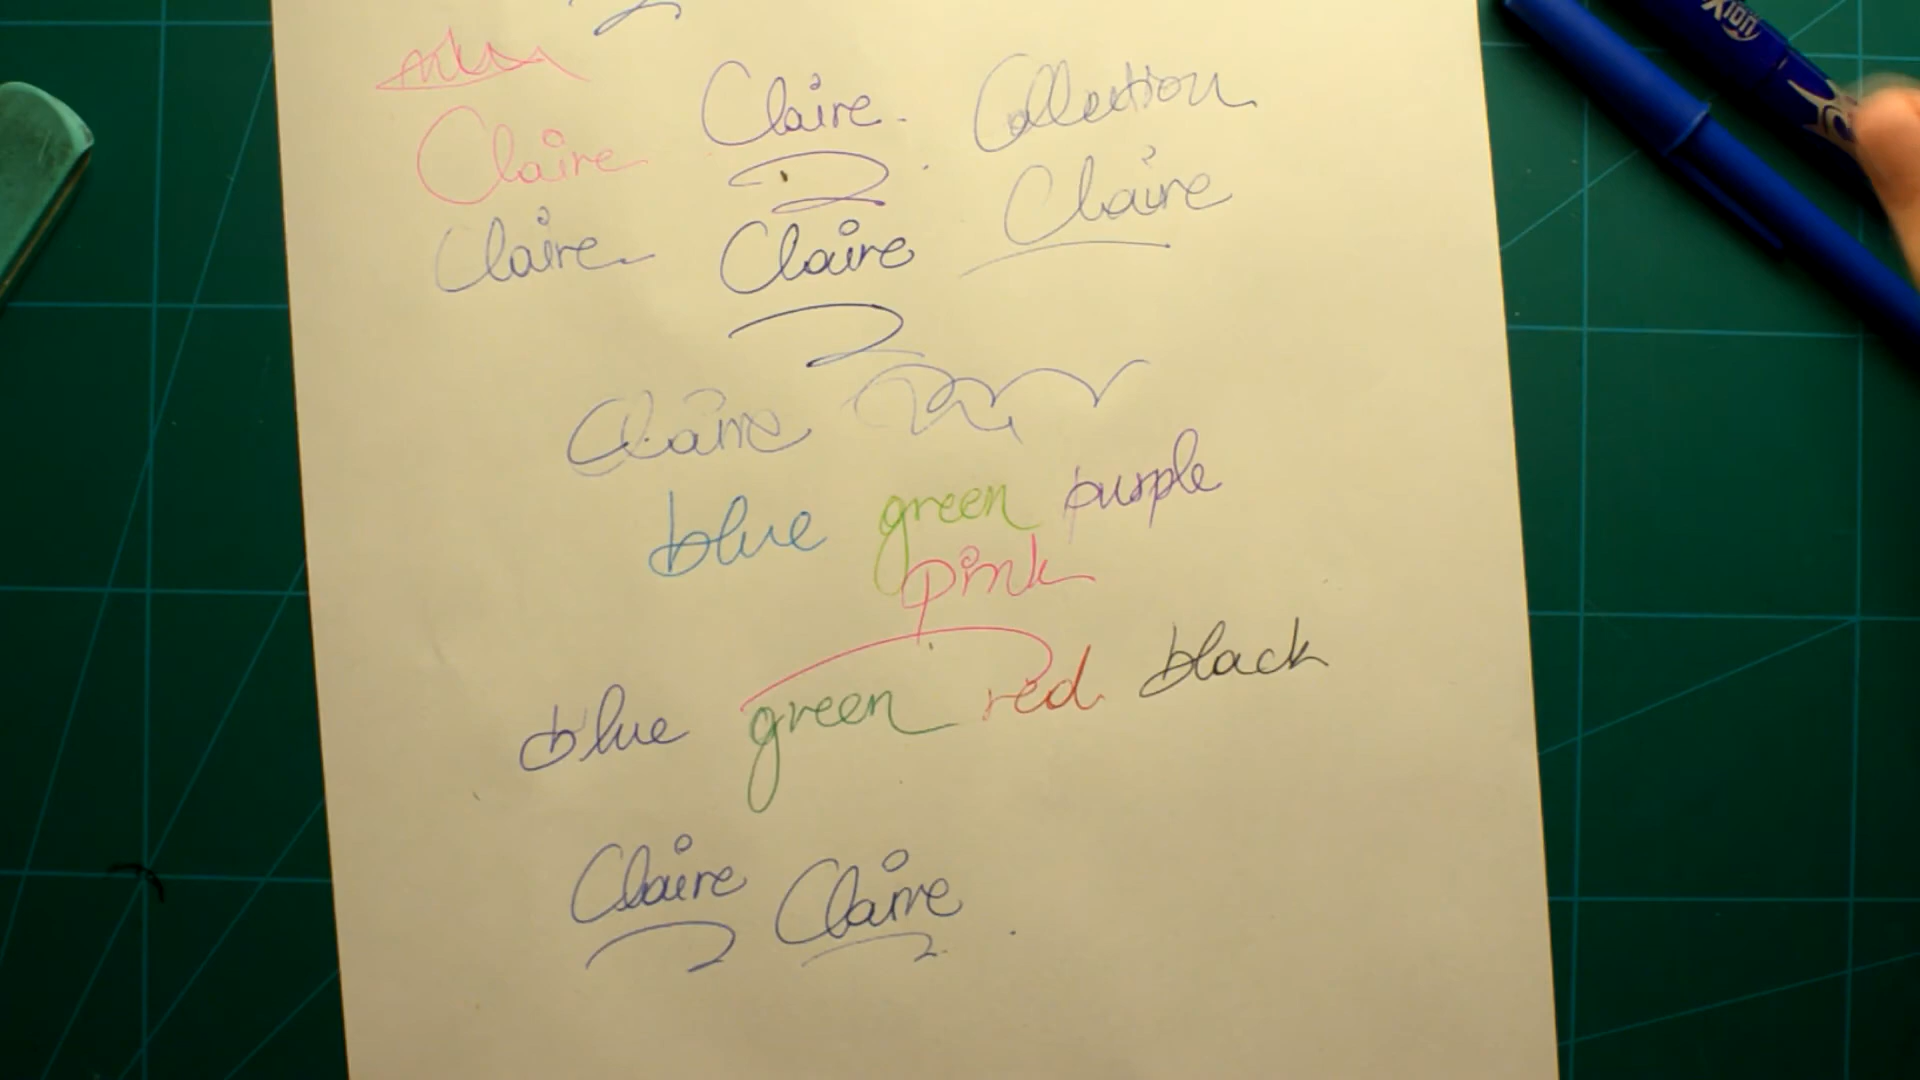 Claire Claire. Collection
Claire Claire Claire
Claire
blue green purple
pink
blue green red black
Claire Claire